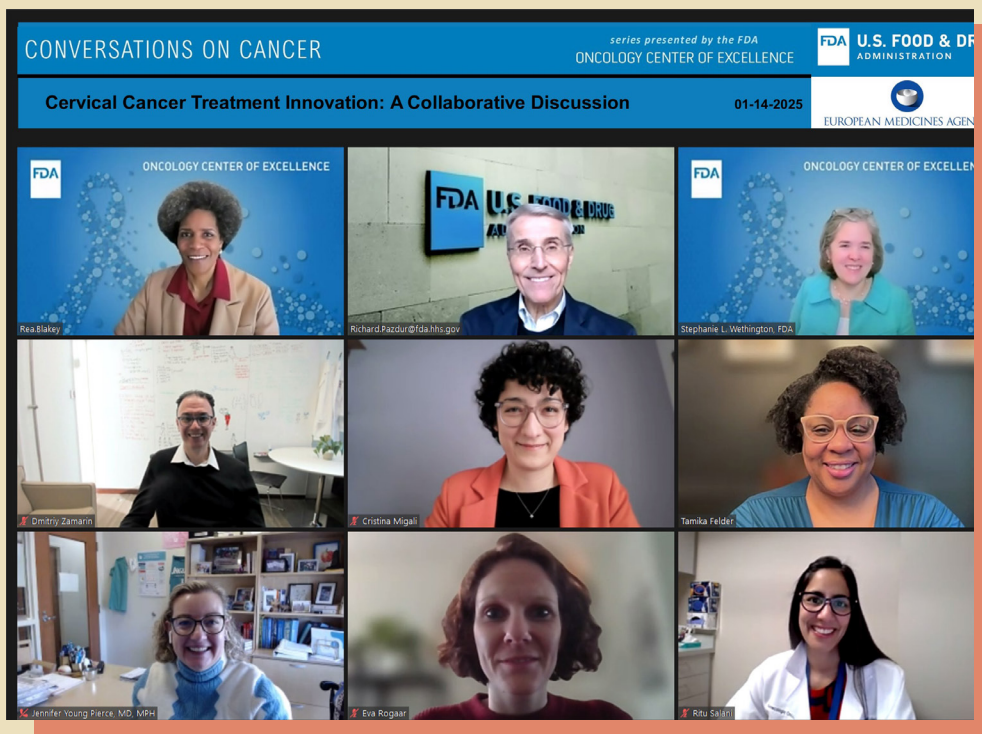 CONVERSATIONS ON CANCER
series presented by the FDA
ONCOLOGY CENTER OF EXCELLENCE
FDA U.S. FOOD & DR
ADMINISTRATION
Cervical Cancer Treatment Innovation: A Collaborative Discussion
01-14-2025
EUROPEAN MEDICINES AGEN
FDA
ONCOLOGY CENTER OF EXCELLENCE
Rea.Blakey
FDA U.S. FOOD & DRUG
Richard.Pazdur@fda.hhs.gov
FDA
ONCOLOGY CENTER OF EXCELLEN
Stephanie L. Wethington, FDA
Dmitriy Zamarin
Cristina Migali
Tamika Felder
Jennifer Young Pierce, MD, MPH
Eva Rogaar
Ritu Salani